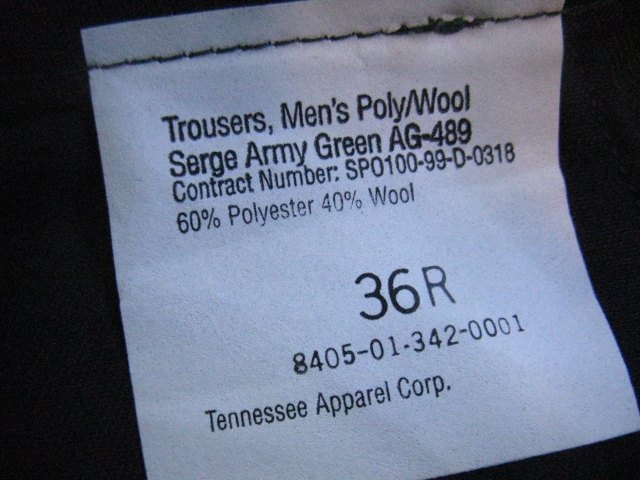 Trousers, Men's Poly/Wool
Serge Army Green AG-489
Contract Number: SPO100-99-D-0318
60% Polyester 40% Wool
36R
8405-01-342-0001
Tennessee Apparel Corp.